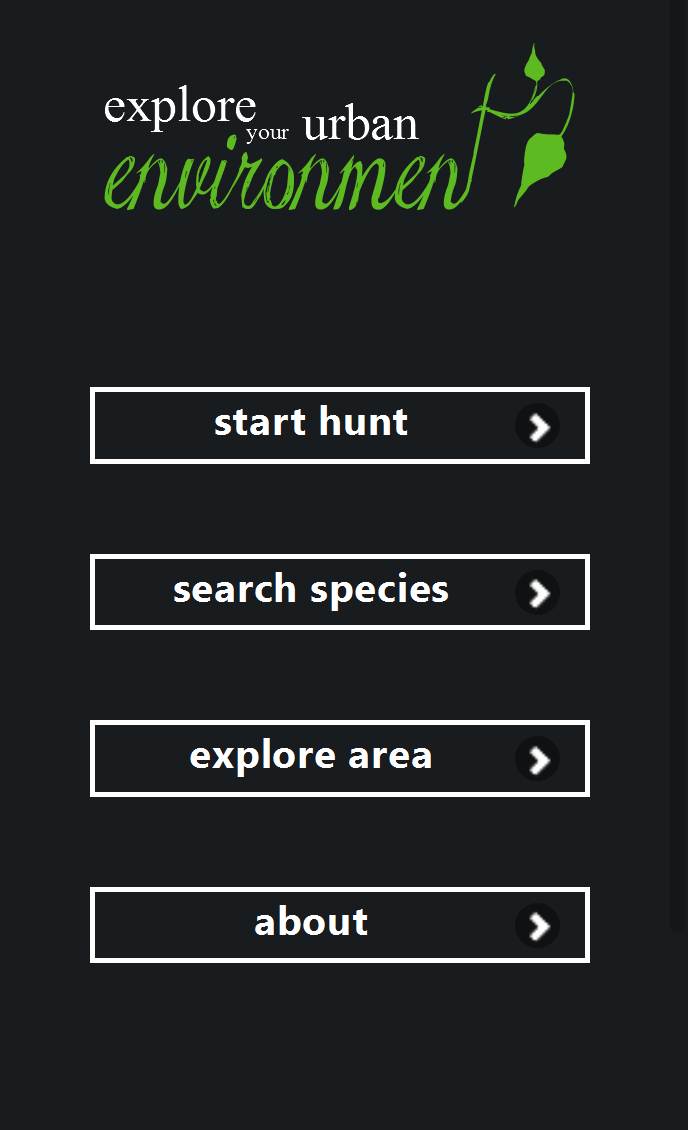 explore your urban
environment
start hunt
search species
explore area
about